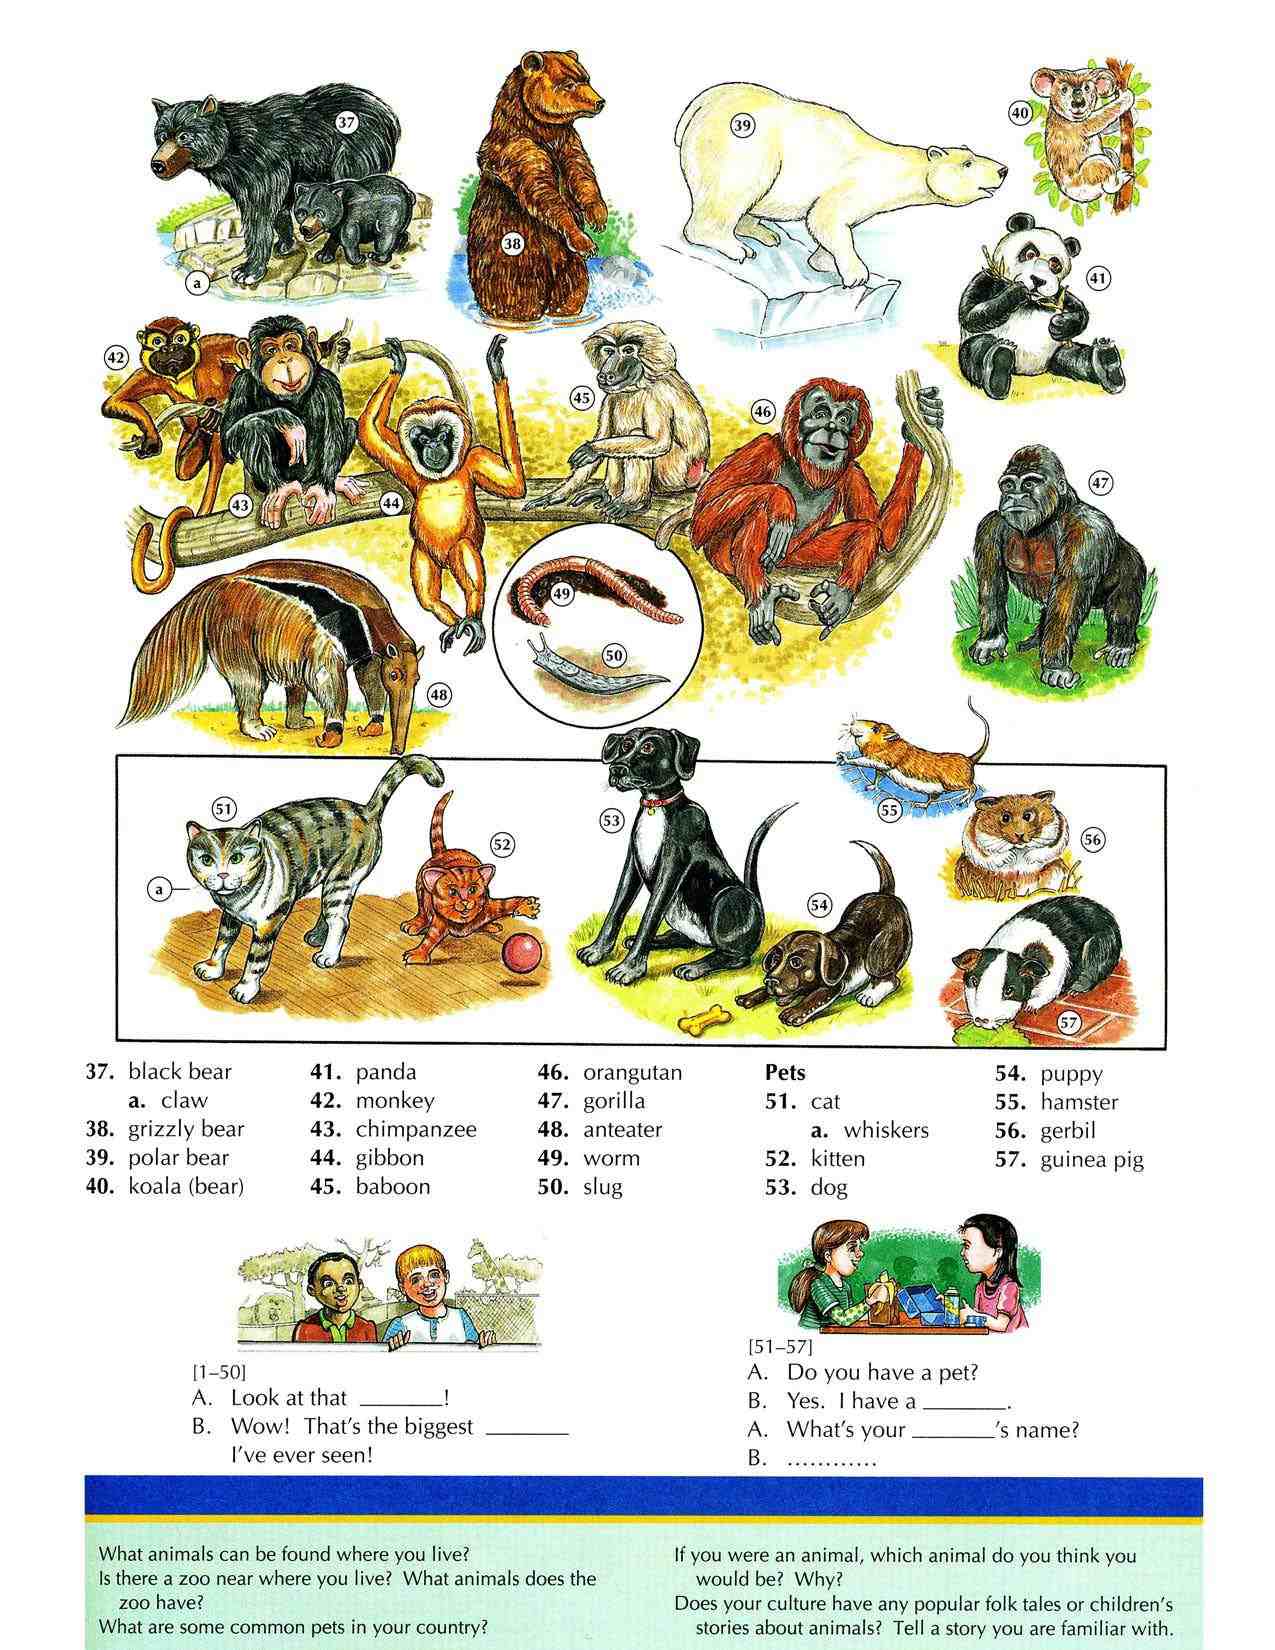 37
38
39
40
a
41
42
43
44
45
46
47
48
49
50
51
a
52
53
54
55
56
57
37. black bear
a. claw
38. grizzly bear
39. polar bear
40. koala (bear)
41. panda
42. monkey
43. chimpanzee
44. gibbon
45. baboon
46. orangutan
47. gorilla
48. anteater
49. worm
50. slug
Pets
51. cat
a. whiskers
52. kitten
53. dog
54. puppy
55. hamster
56. gerbil
57. guinea pig
[1–50]
A. Look at that _______!
B. Wow! That's the biggest _______
I've ever seen!
[51–57]
A. Do you have a pet?
B. Yes. I have a _______.
A. What's your _______'s name?
B. ............
What animals can be found where you live?
Is there a zoo near where you live? What animals does the
zoo have?
What are some common pets in your country?
If you were an animal, which animal do you think you
would be? Why?
Does your culture have any popular folk tales or children's
stories about animals? Tell a story you are familiar with.